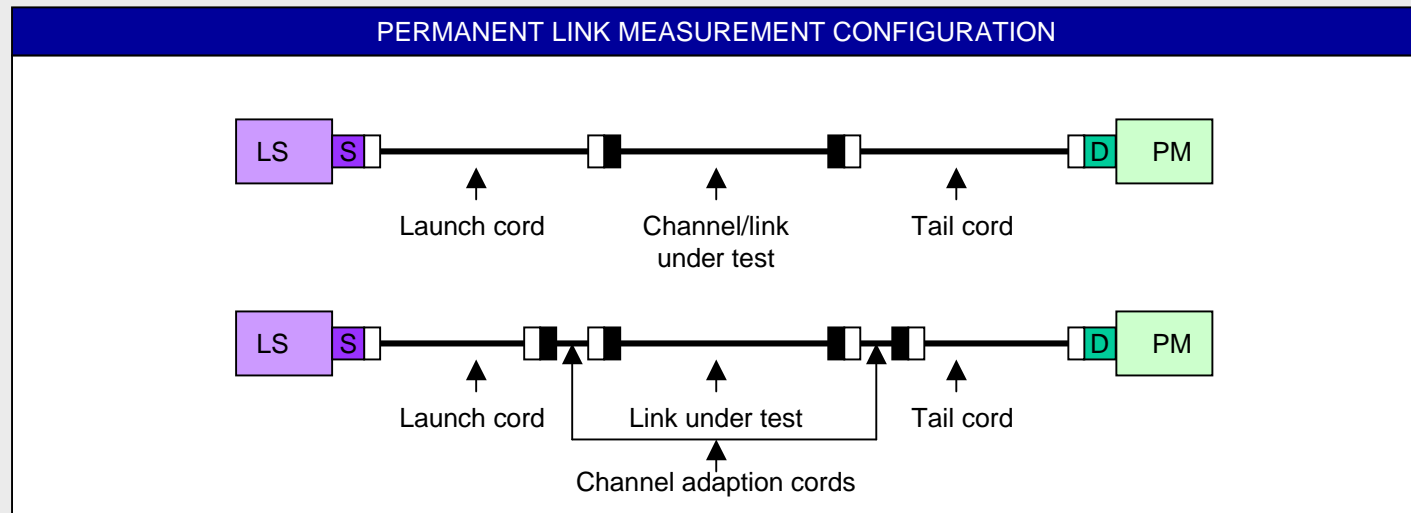 PERMANENT LINK MEASUREMENT CONFIGURATION
LS S D PM
Launch cord Channel/link under test Tail cord
LS S D PM
Launch cord Link under test Tail cord
Channel adaption cords